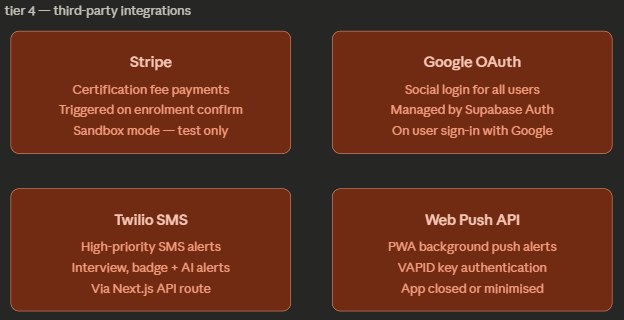 tier 4 — third-party integrations
Stripe
Certification fee payments
Triggered on enrolment confirm
Sandbox mode — test only
Google OAuth
Social login for all users
Managed by Supabase Auth
On user sign-in with Google
Twilio SMS
High-priority SMS alerts
Interview, badge + AI alerts
Via Next.js API route
Web Push API
PWA background push alerts
VAPID key authentication
App closed or minimised